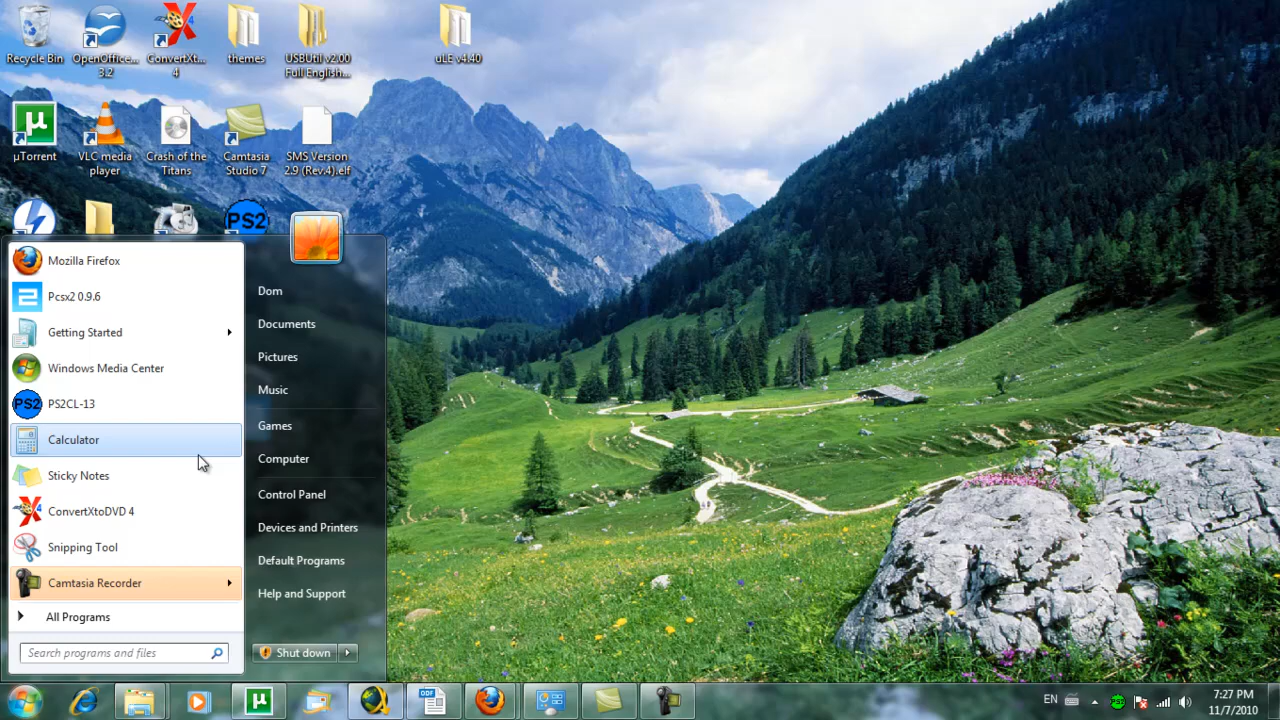 Recycle Bin
OpenOffice....
3.2
ConvertXt...
4
themes
USBUtil v2.00
Full English...
uLE v4.40
µTorrent
VLC media
player
Crash of the
Titans
Camtasia
Studio 7
SMS Version
2.9 (Rev.4).elf
PS2
Mozilla Firefox
Pcsx2 0.9.6
Getting Started
Windows Media Center
PS2
PS2CL-13
Calculator
Sticky Notes
ConvertXtoDVD 4
Snipping Tool
Camtasia Recorder
All Programs
Search programs and files
Dom
Documents
Pictures
Music
Games
Computer
Control Panel
Devices and Printers
Default Programs
Help and Support
Shut down
ODF
EN
PS2
7:27 PM
11/7/2010